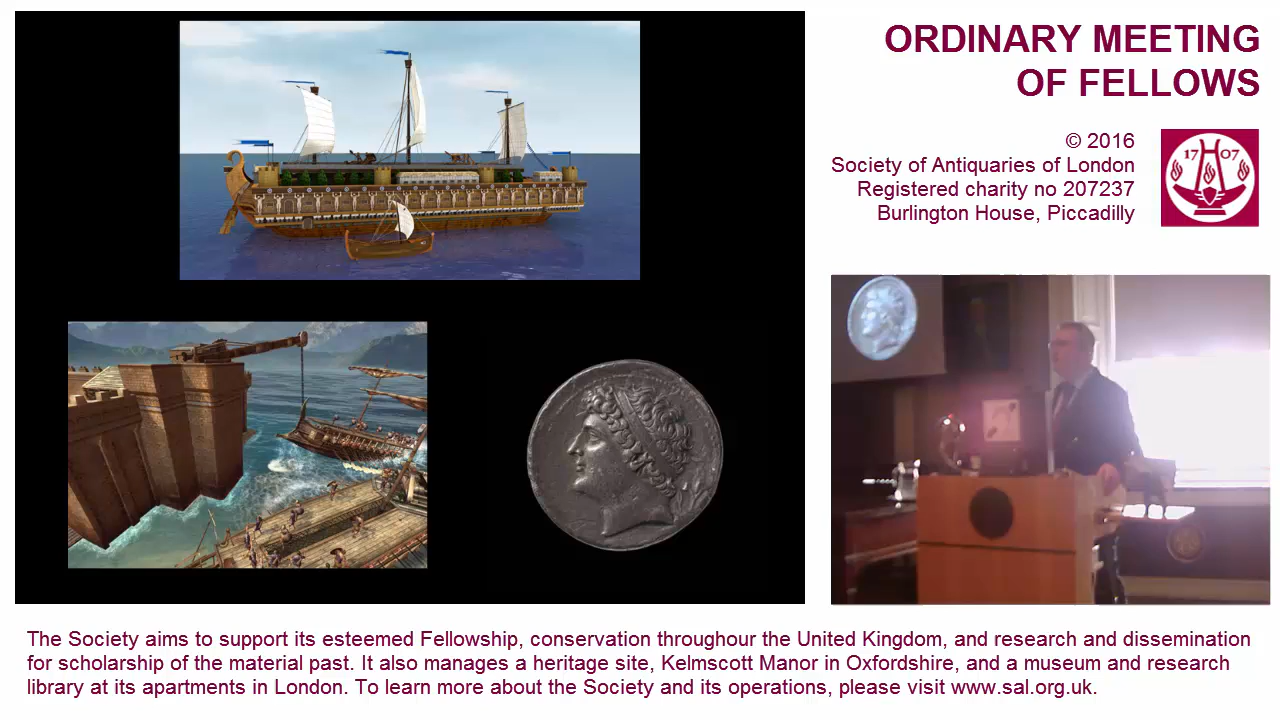 ORDINARY MEETING
OF FELLOWS
© 2016
Society of Antiquaries of London
Registered charity no 207237
Burlington House, Piccadilly
17 07
The Society aims to support its esteemed Fellowship, conservation throughour the United Kingdom, and research and dissemination
for scholarship of the material past. It also manages a heritage site, Kelmscott Manor in Oxfordshire, and a museum and research
library at its apartments in London. To learn more about the Society and its operations, please visit www.sal.org.uk.